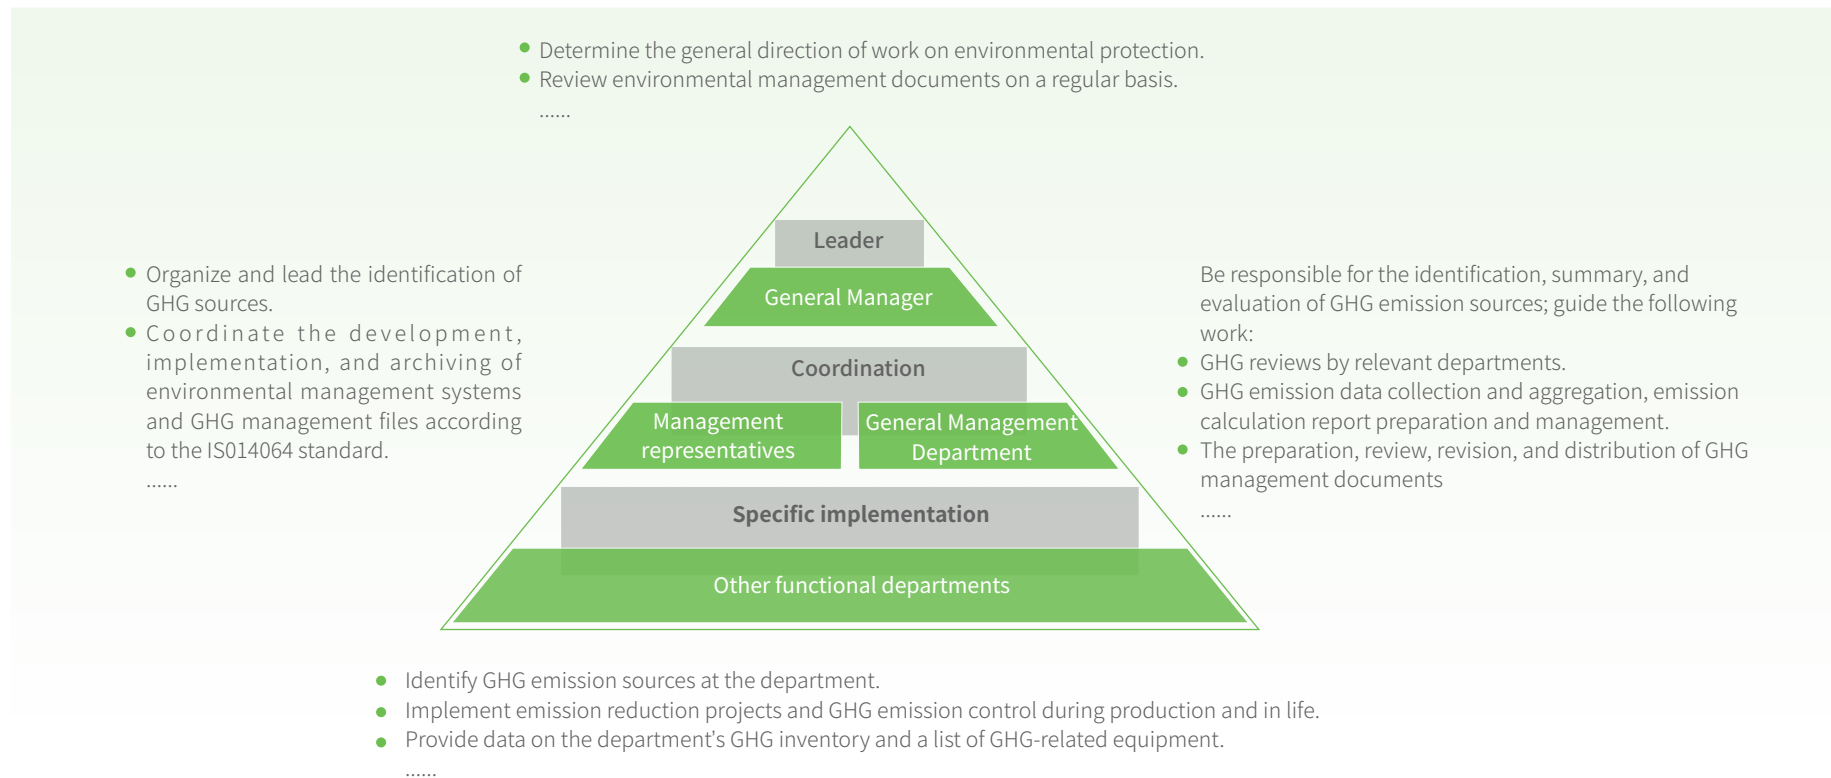 Determine the general direction of work on environmental protection.
Review environmental management documents on a regular basis.
......
Leader
General Manager
Coordination
Management
representatives
General Management
Department
Specific implementation
Other functional departments
Organize and lead the identification of
GHG sources.
Coordinate the development,
implementation, and archiving of
environmental management systems
and GHG management files according
to the IS014064 standard.
......
Be responsible for the identification, summary, and
evaluation of GHG emission sources; guide the following
work:
GHG reviews by relevant departments.
GHG emission data collection and aggregation, emission
calculation report preparation and management.
The preparation, review, revision, and distribution of GHG
management documents
......
Identify GHG emission sources at the department.
Implement emission reduction projects and GHG emission control during production and in life.
Provide data on the department's GHG inventory and a list of GHG-related equipment.
......